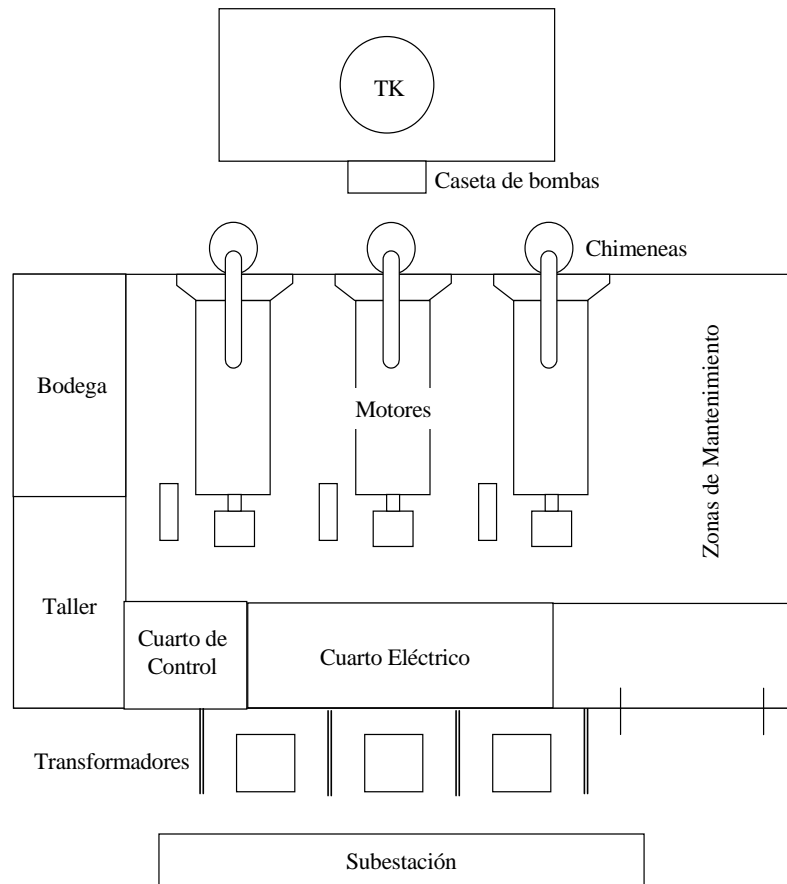 TK
Caseta de bombas
Chimeneas
Bodega
Motores
Zonas de Mantenimiento
Taller
Cuarto de
Control
Cuarto Eléctrico
Transformadores
Subestación